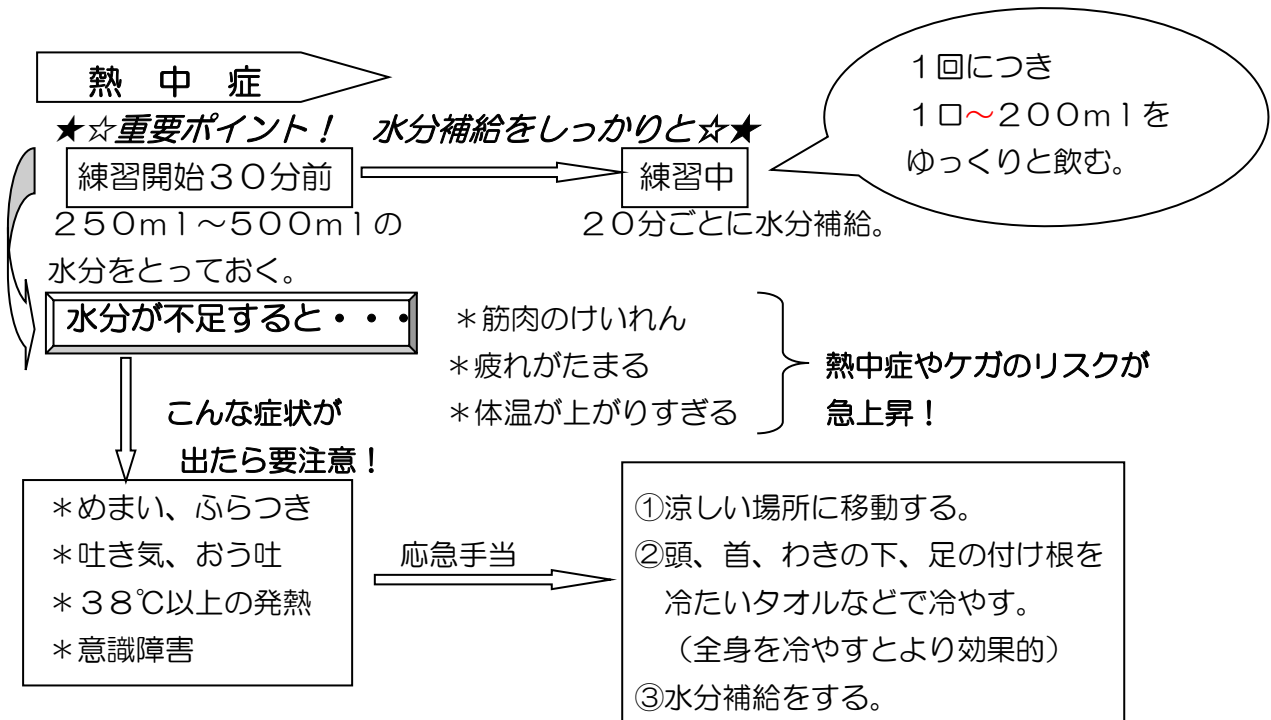 熱　中　症
★☆重要ポイント！　水分補給をしっかりと☆★
練習開始３０分前
２５０ｍｌ～５００ｍｌの
水分をとっておく。
練習中
２０分ごとに水分補給。
１回につき
１口～２００ｍｌを
ゆっくりと飲む。
水分が不足すると・・・
＊筋肉のけいれん
＊疲れがたまる
＊体温が上がりすぎる
熱中症やケガのリスクが
急上昇！
こんな症状が
出たら要注意！
＊めまい、ふらつき
＊吐き気、おう吐
＊３８℃以上の発熱
＊意識障害
応急手当
①涼しい場所に移動する。
②頭、首、わきの下、足の付け根を
冷たいタオルなどで冷やす。
（全身を冷やすとより効果的）
③水分補給をする。